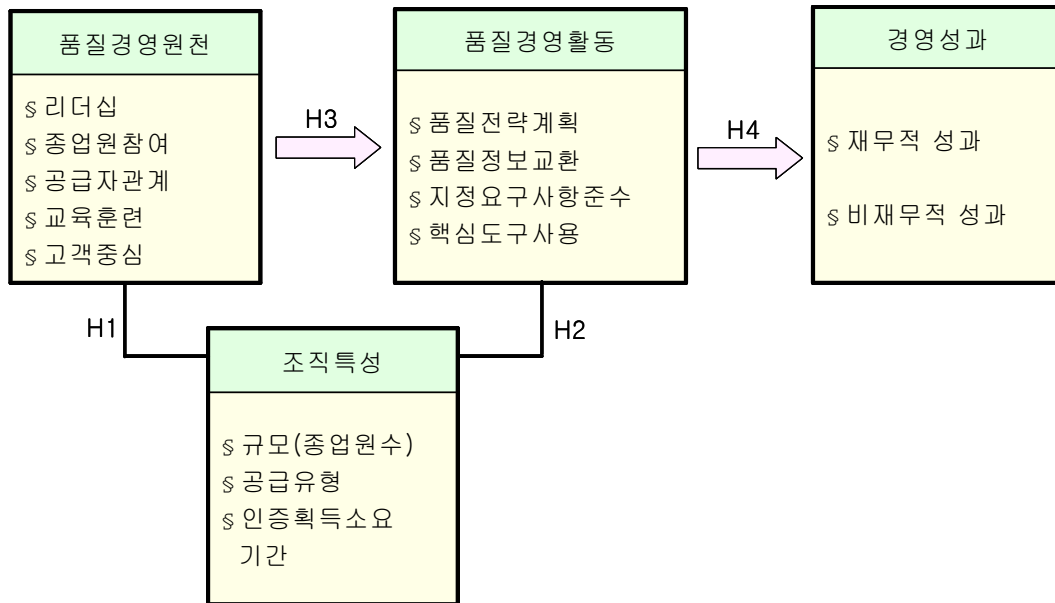 품질경영원천
§ 리더십
§ 종업원참여
§ 공급자관계
§ 교육훈련
§ 고객중심
H3
품질경영활동
§ 품질전략계획
§ 품질정보교환
§ 지정요구사항준수
§ 핵심도구사용
H4
경영성과
§ 재무적 성과
§ 비재무적 성과
H1
H2
조직특성
§ 규모(종업원수)
§ 공급유형
§ 인증획득소요
기간